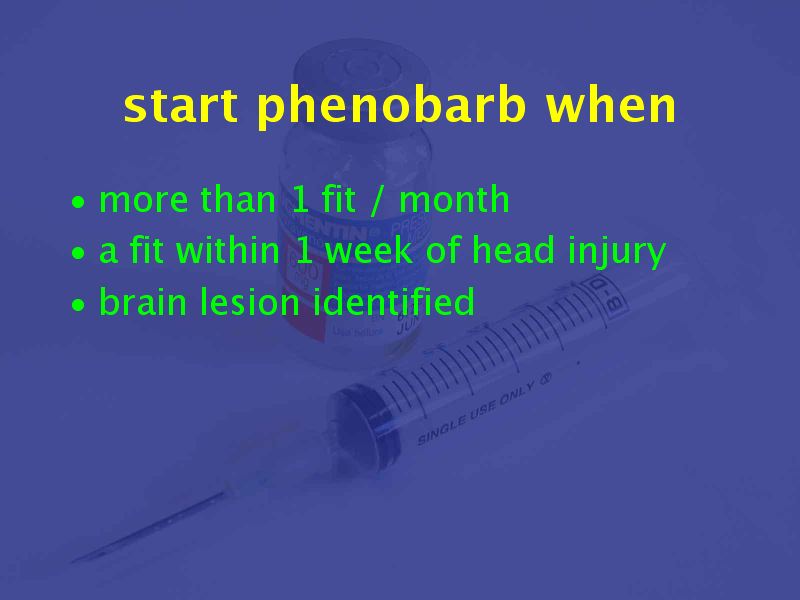 start phenobarb when
• more than 1 fit / month
• a fit within 1 week of head injury
• brain lesion identified
SINGLE USE ONLY